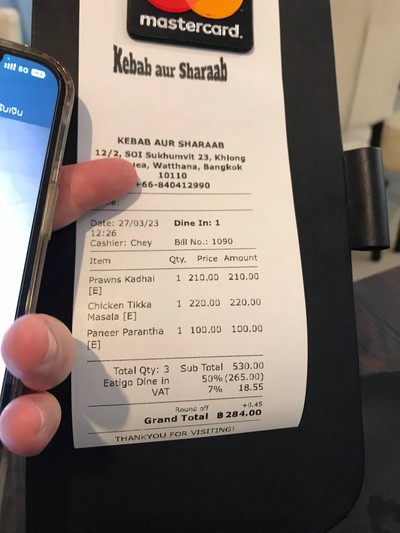 mastercard.
Kebab aur Sharaab
KEBAB AUR SHARAAB
12/2, SOI Sukhumvit 23, Khlong
uea, Watthana, Bangkok
10110
+66-840412990
Date: 27/03/23 Dine In: 1
12:26
Cashier: Chey Bill No.: 1090
Item Qty. Price Amount
Prawns Kadhai 1 210.00 210.00
[E]
Chicken Tikka 1 220.00 220.00
Masala [E]
Paneer Parantha 1 100.00 100.00
[E]
Total Qty: 3 Sub Total 530.00
Eatigo Dine in 50% (265.00)
VAT 7% 18.55
Round off +0.45
Grand Total ฿284.00
THANKYOU FOR VISITING!